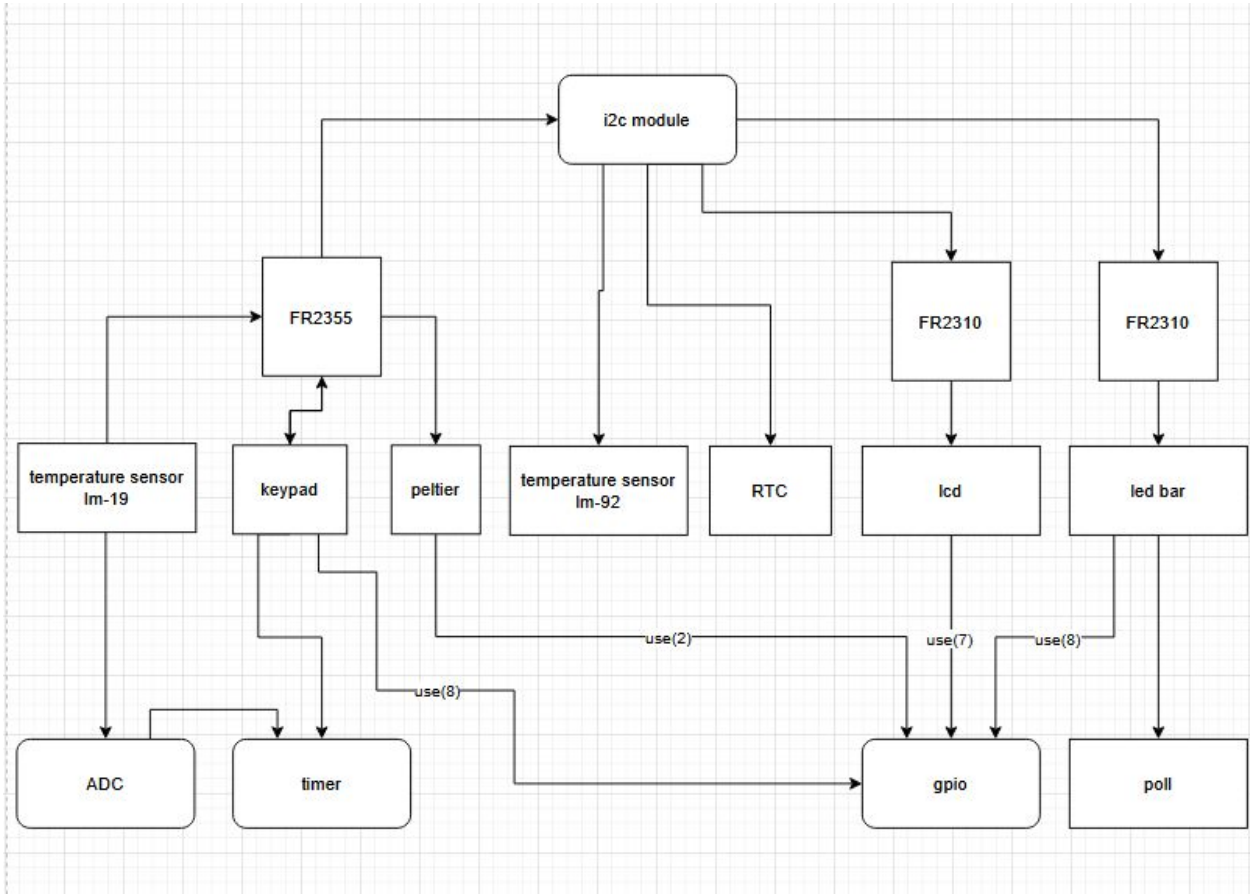 i2c module
FR2355
FR2310
FR2310
temperature sensor
lm-19
keypad
peltier
temperature sensor
lm-92
RTC
lcd
led bar
use(2)
use(7)
use(8)
use(8)
ADC
timer
gpio
poll